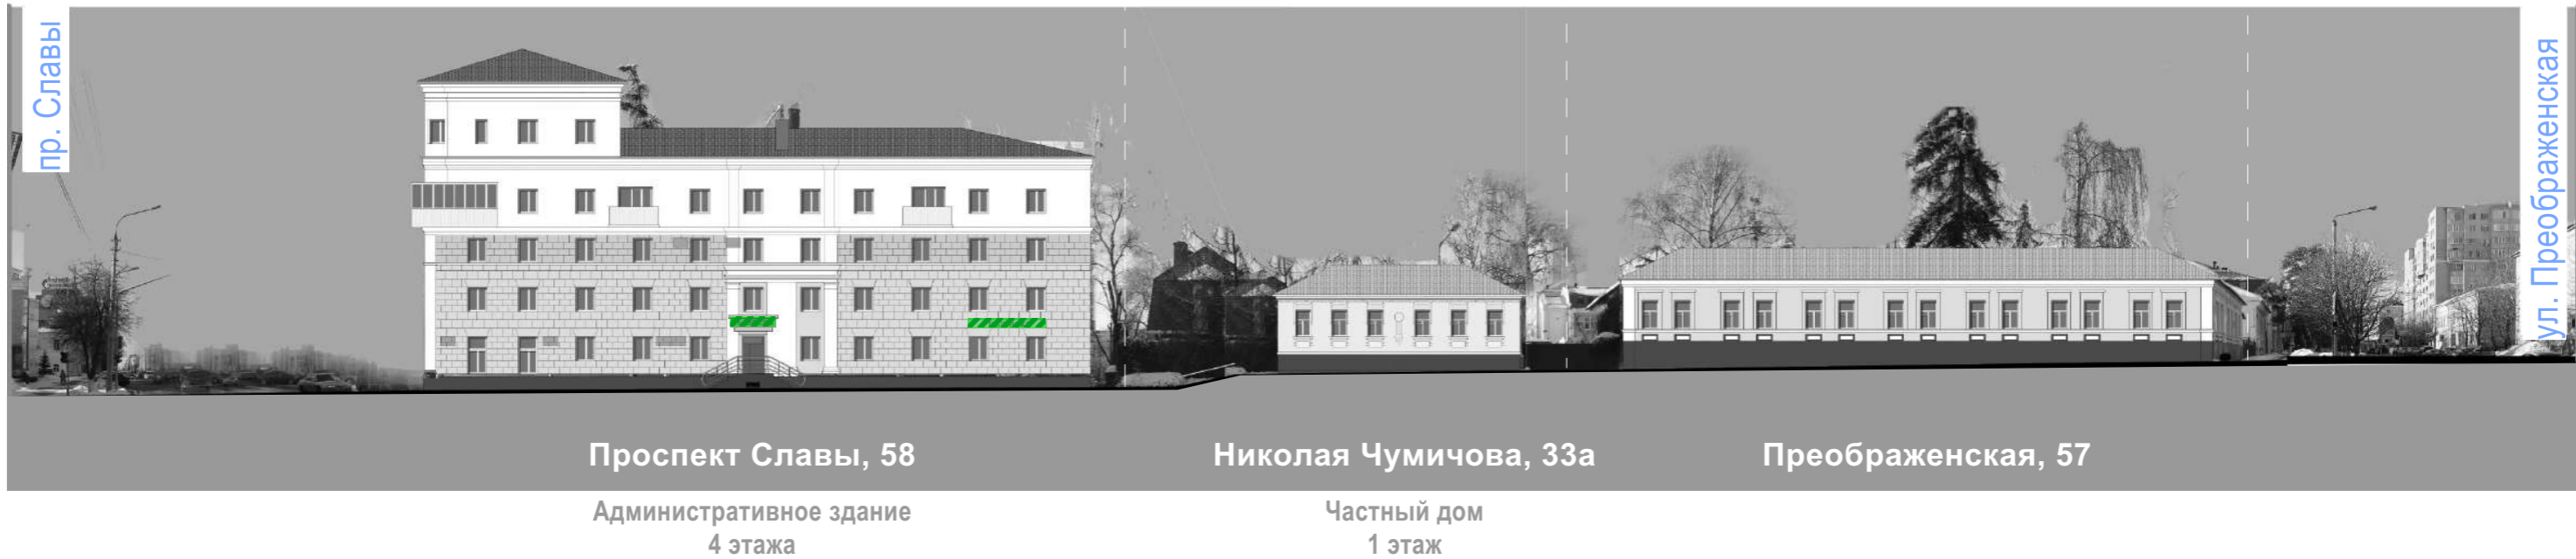 пр. Славы
ул. Преображенская
Проспект Славы, 58
Николая Чумичова, 33а
Преображенская, 57
Административное здание
4 этажа
Частный дом
1 этаж